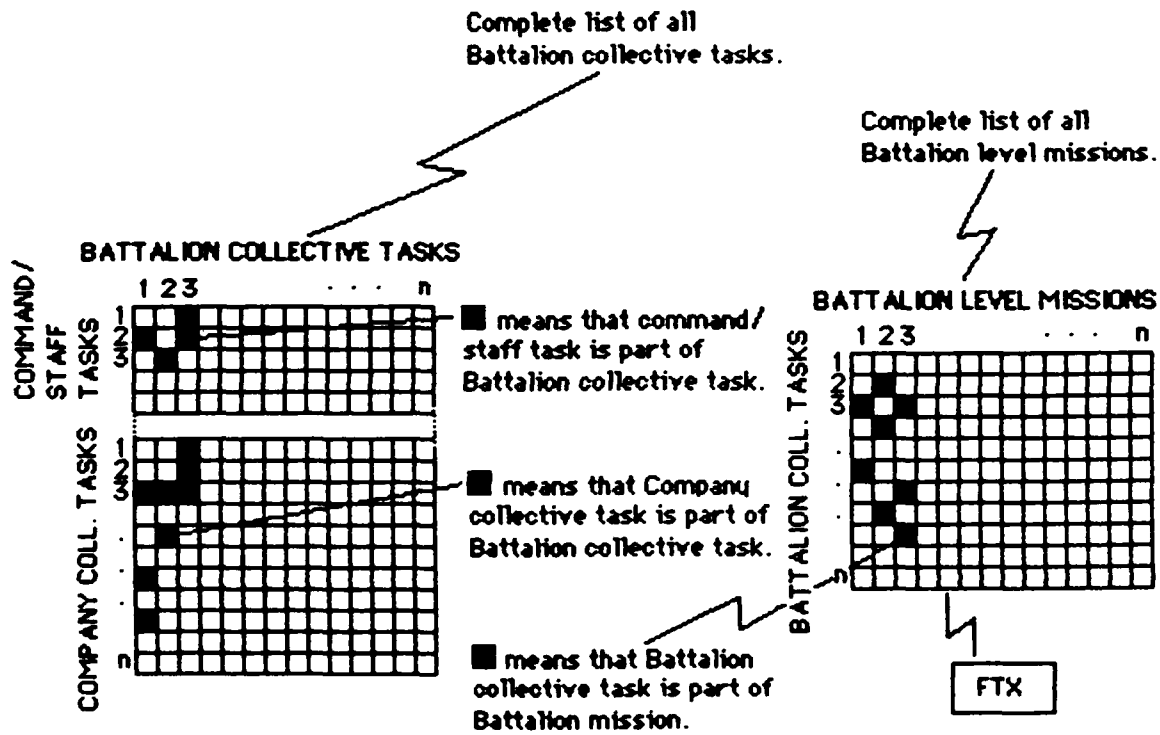 Complete list of all
Battalion collective tasks.
Complete list of all
Battalion level missions.
BATTALION COLLECTIVE TASKS
1 2 3 · · · n
COMMAND/
STAFF
TASKS
1
2
3
■ means that command/
staff task is part of
Battalion collective task.
COMPANY COLL. TASKS
1
2
3
.
.
.
n
■ means that Company
collective task is part of
Battalion collective task.
BATTALION LEVEL MISSIONS
1 2 3 · · · n
BATTALION COLL. TASKS
1
2
3
.
.
.
n
■ means that Battalion
collective task is part of
Battalion mission.
FTX